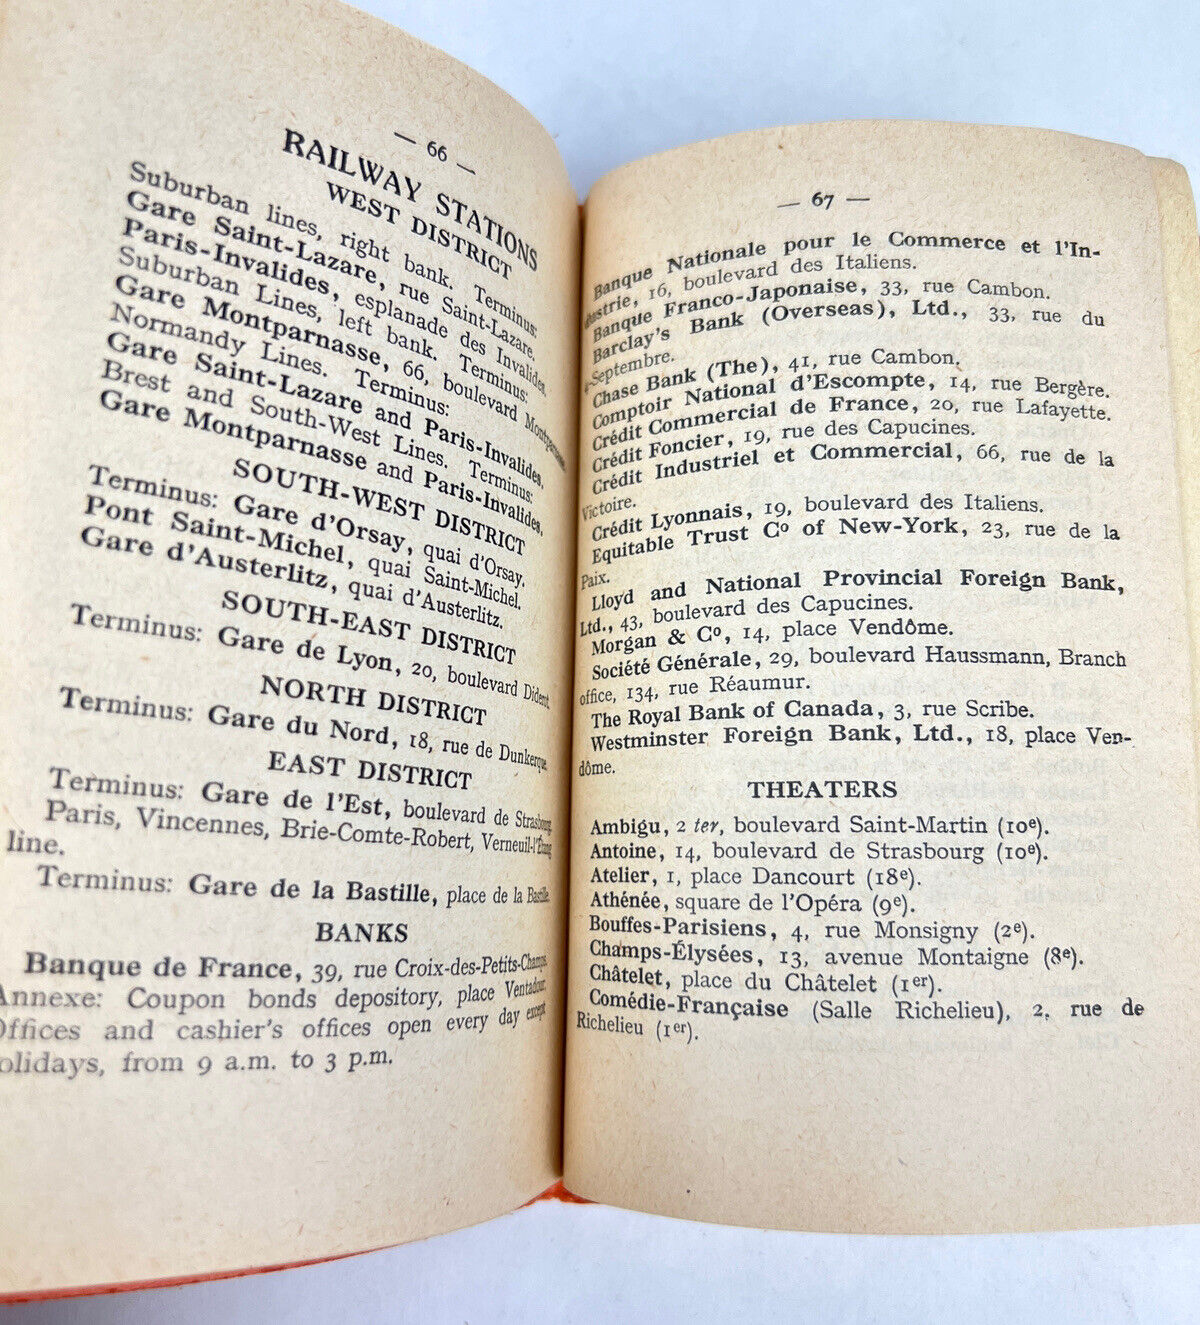 — 66 —
RAILWAY STATIONS
WEST DISTRICT
Suburban lines, right bank. Terminus:
Gare Saint-Lazare, rue Saint-Lazare.
Paris-Invalides, esplanade des Invalides.
Suburban Lines, left bank. Terminus:
Gare Montparnasse, 66, boulevard Montparnasse.
Normandy Lines. Terminus:
Gare Saint-Lazare and Paris-Invalides.
Brest and South-West Lines. Terminus:
Gare Montparnasse and Paris-Invalides.
SOUTH-WEST DISTRICT
Terminus: Gare d'Orsay, quai d'Orsay.
Pont Saint-Michel, quai Saint-Michel.
Gare d'Austerlitz, quai d'Austerlitz.
SOUTH-EAST DISTRICT
Terminus: Gare de Lyon, 20, boulevard Diderot.
NORTH DISTRICT
Terminus: Gare du Nord, 18, rue de Dunkerque.
EAST DISTRICT
Terminus: Gare de l'Est, boulevard de Strasbourg.
Paris, Vincennes, Brie-Comte-Robert, Verneuil-l'Étang
line.
Terminus: Gare de la Bastille, place de la Bastille.
BANKS
Banque de France, 39, rue Croix-des-Petits-Champs.
Annexe: Coupon bonds depository, place Ventadour.
Offices and cashier's offices open every day except
olidays, from 9 a.m. to 3 p.m.
— 67 —
Banque Nationale pour le Commerce et l'In-
dustrie, 16, boulevard des Italiens.
Banque Franco-Japonaise, 33, rue Cambon.
Barclay's Bank (Overseas), Ltd., 33, rue du
4-Septembre.
Chase Bank (The), 41, rue Cambon.
Comptoir National d'Escompte, 14, rue Bergère.
Crédit Commercial de France, 20, rue Lafayette.
Crédit Foncier, 19, rue des Capucines.
Crédit Industriel et Commercial, 66, rue de la
Victoire.
Crédit Lyonnais, 19, boulevard des Italiens.
Equitable Trust Cº of New-York, 23, rue de la
Paix.
Lloyd and National Provincial Foreign Bank,
Ltd., 43, boulevard des Capucines.
Morgan & Cº, 14, place Vendôme.
Société Générale, 29, boulevard Haussmann, Branch
office, 134, rue Réaumur.
The Royal Bank of Canada, 3, rue Scribe.
Westminster Foreign Bank, Ltd., 18, place Ven-
dôme.
THEATERS
Ambigu, 2 ter, boulevard Saint-Martin (10ᵉ).
Antoine, 14, boulevard de Strasbourg (10ᵉ).
Atelier, 1, place Dancourt (18ᵉ).
Athénée, square de l'Opéra (9ᵉ).
Bouffes-Parisiens, 4, rue Monsigny (2ᵉ).
Champs-Élysées, 13, avenue Montaigne (8ᵉ).
Châtelet, place du Châtelet (1ᵉʳ).
Comédie-Française (Salle Richelieu), 2, rue de
Richelieu (1ᵉʳ).